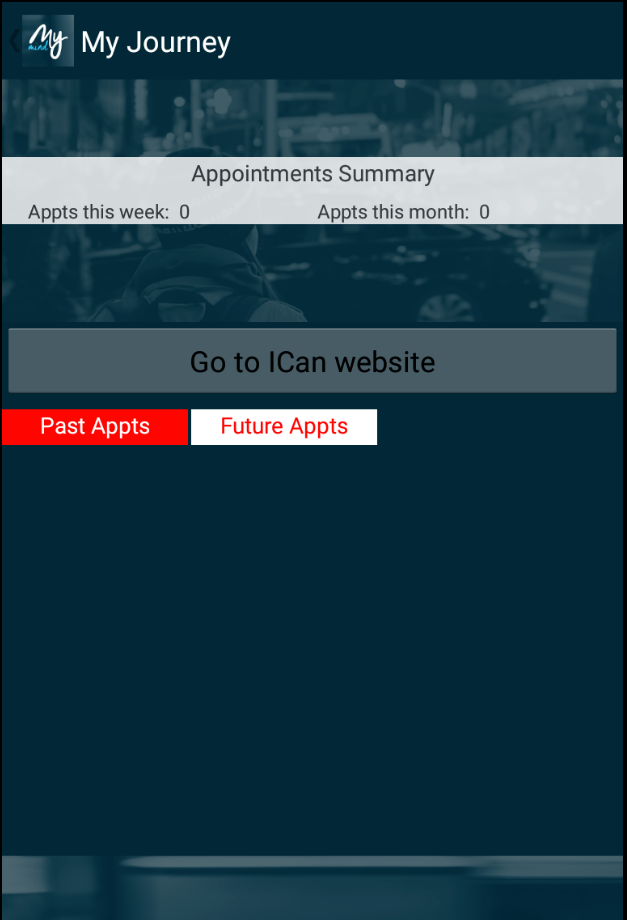 My
mind
My Journey
Appointments Summary
Appts this week: 0
Appts this month: 0
Go to ICan website
Past Appts
Future Appts